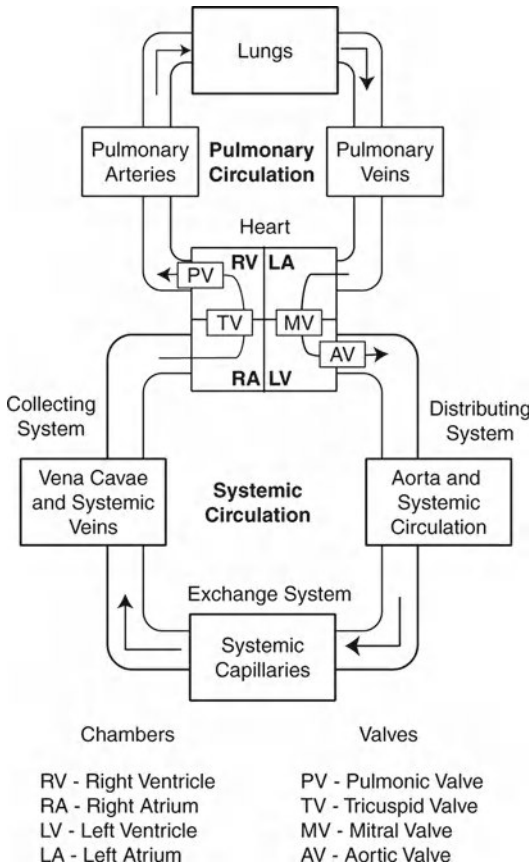 Lungs
Pulmonary
Arteries
Pulmonary
Circulation
Pulmonary
Veins
Heart
RV LA
PV
TV
MV
AV
RA LV
Collecting
System
Distributing
System
Vena Cavae
and Systemic
Veins
Systemic
Circulation
Aorta and
Systemic
Circulation
Exchange System
Systemic
Capillaries
Chambers
RV - Right Ventricle
RA - Right Atrium
LV - Left Ventricle
LA - Left Atrium
Valves
PV - Pulmonic Valve
TV - Tricuspid Valve
MV - Mitral Valve
AV - Aortic Valve